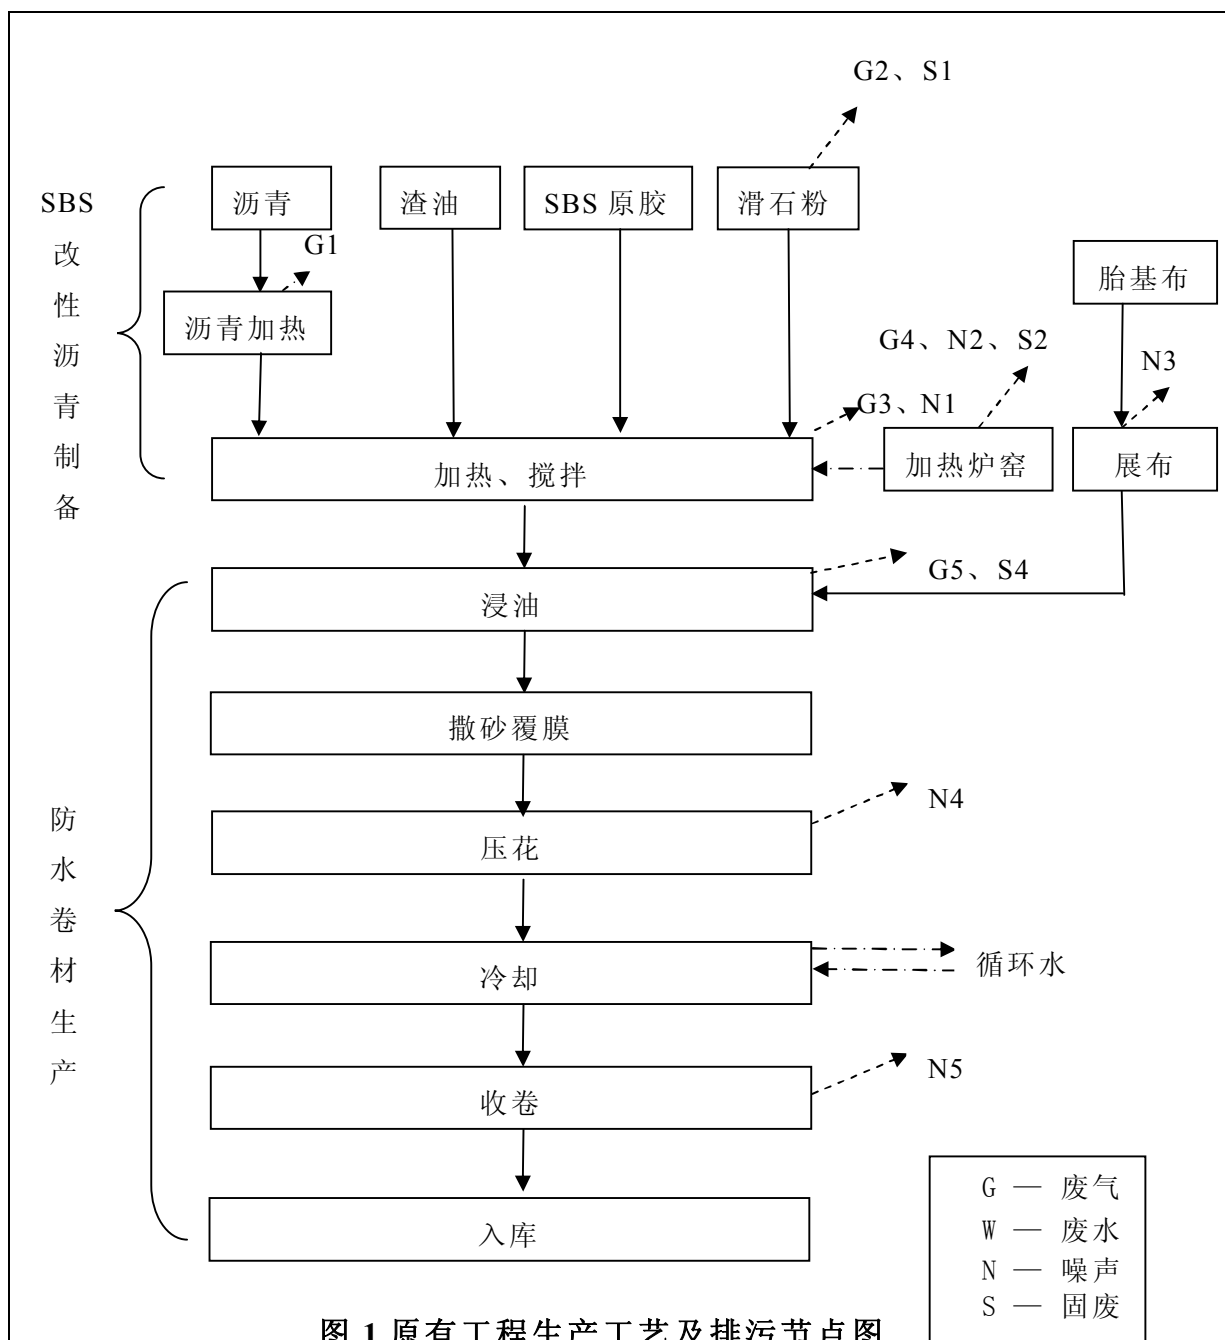 G2、S1
SBS
改
性
沥
青
制
备
沥青
渣油
SBS 原胶
滑石粉
G1
沥青加热
胎基布
G4、N2、S2
N3
G3、N1
加热、搅拌
加热炉窑
展布
G5、S4
浸油
撒砂覆膜
防
水
卷
材
生
产
N4
压花
冷却
循环水
N5
收卷
入库
G — 废气
W — 废水
N — 噪声
S — 固废
图 1 原有工程生产工艺及排污节点图